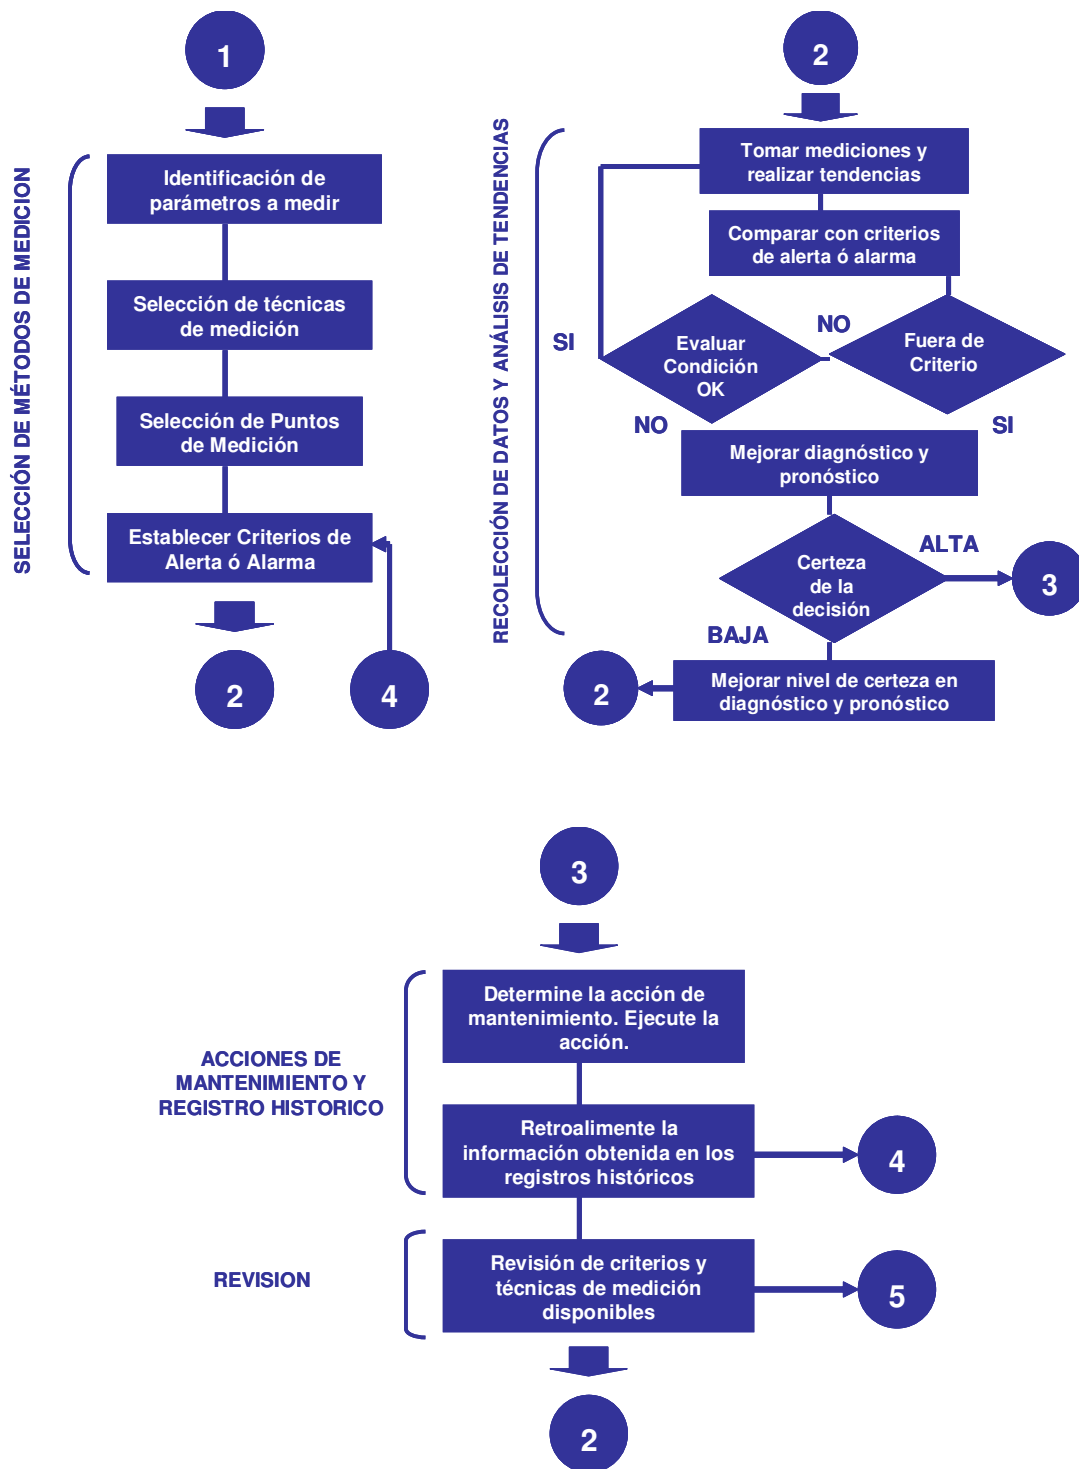 1
SELECCIÓN DE MÉTODOS DE MEDICION
Identificación de
parámetros a medir
Selección de técnicas
de medición
Selección de Puntos
de Medición
Establecer Criterios de
Alerta ó Alarma
2
4
2
RECOLECCIÓN DE DATOS Y ANÁLISIS DE TENDENCIAS
Tomar mediciones y
realizar tendencias
Comparar con criterios
de alerta ó alarma
SI
Evaluar
Condición
OK
NO
Fuera de
Criterio
NO
SI
Mejorar diagnóstico y
pronóstico
Certeza
de la
decisión
ALTA
3
BAJA
Mejorar nivel de certeza en
diagnóstico y pronóstico
2
3
ACCIONES DE
MANTENIMIENTO Y
REGISTRO HISTORICO
Determine la acción de
mantenimiento. Ejecute la
acción.
Retroalimente la
información obtenida en los
registros históricos
4
REVISION
Revisión de criterios y
técnicas de medición
disponibles
5
2